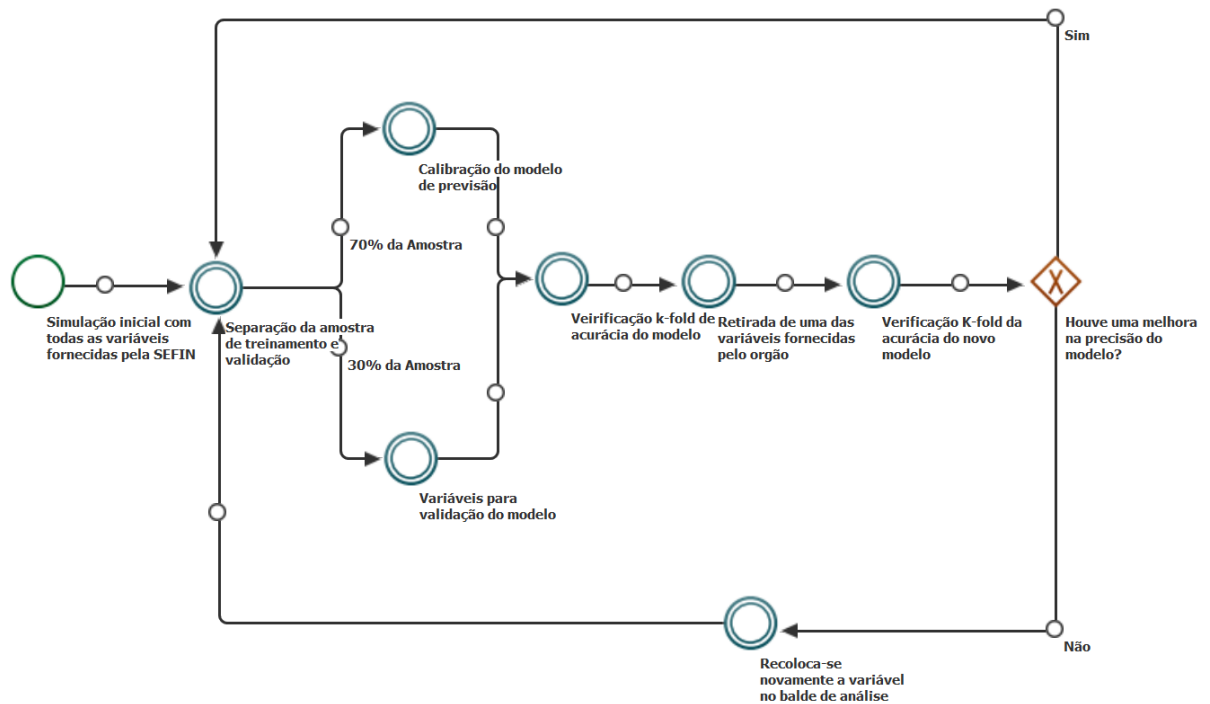 Sim
Calibração do modelo
de previsão
70% da Amostra
Simulação inicial com
todas as variáveis
fornecidas pela SEFIN
Separação da amostra
de treinamento e
validação
30% da Amostra
Veirificação k-fold de
acurácia do modelo
Retirada de uma das
variáveis fornecidas
pelo orgão
Verificação K-fold da
acurácia do novo
modelo
X
Houve uma melhora
na precisão do
modelo?
Variáveis para
validação do modelo
Não
Recoloca-se
novamente a variável
no balde de análise